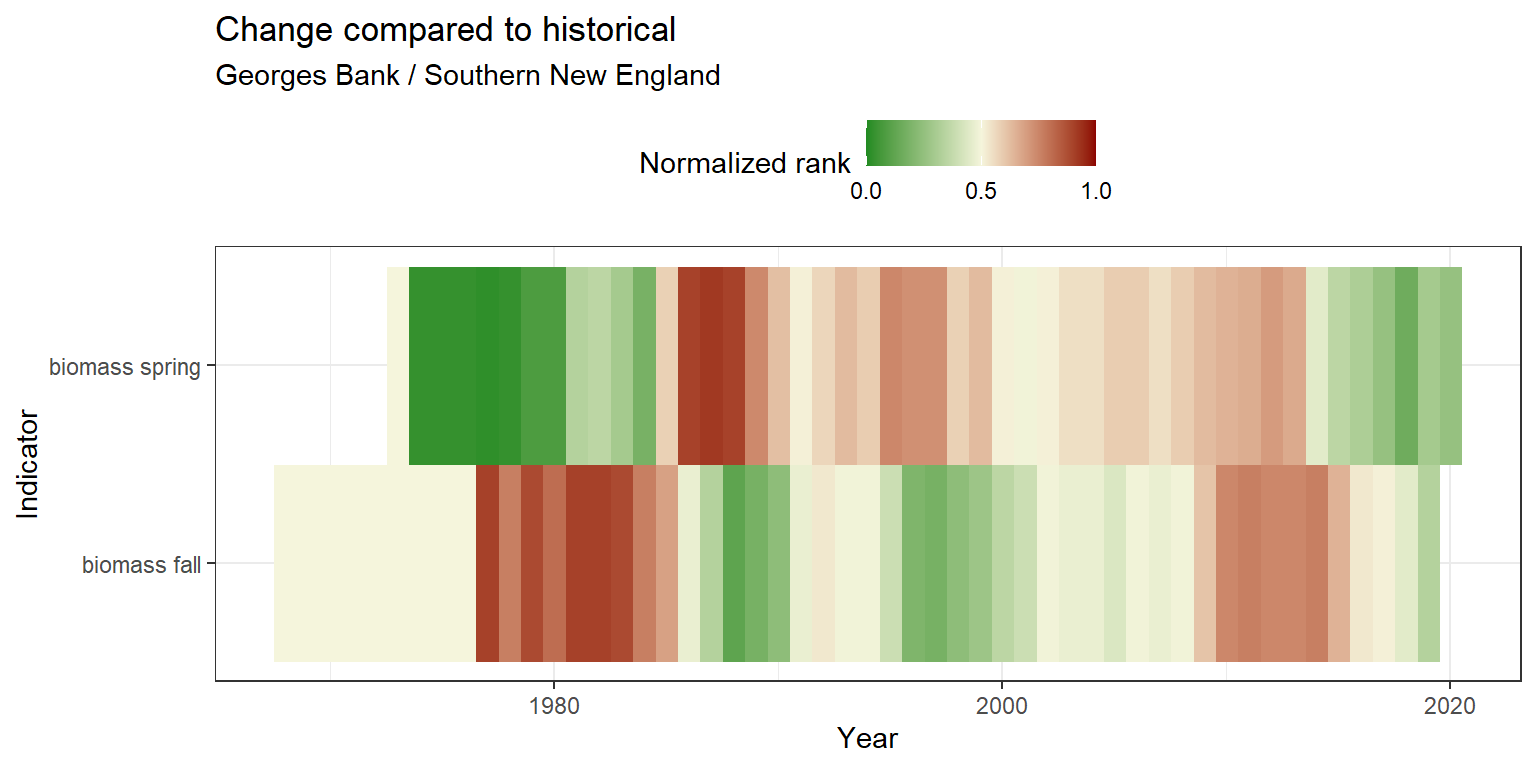 Change compared to historical
Georges Bank / Southern New England
Normalized rank
0.0 0.5 1.0
Indicator
biomass spring
biomass fall
1980 2000 2020
Year